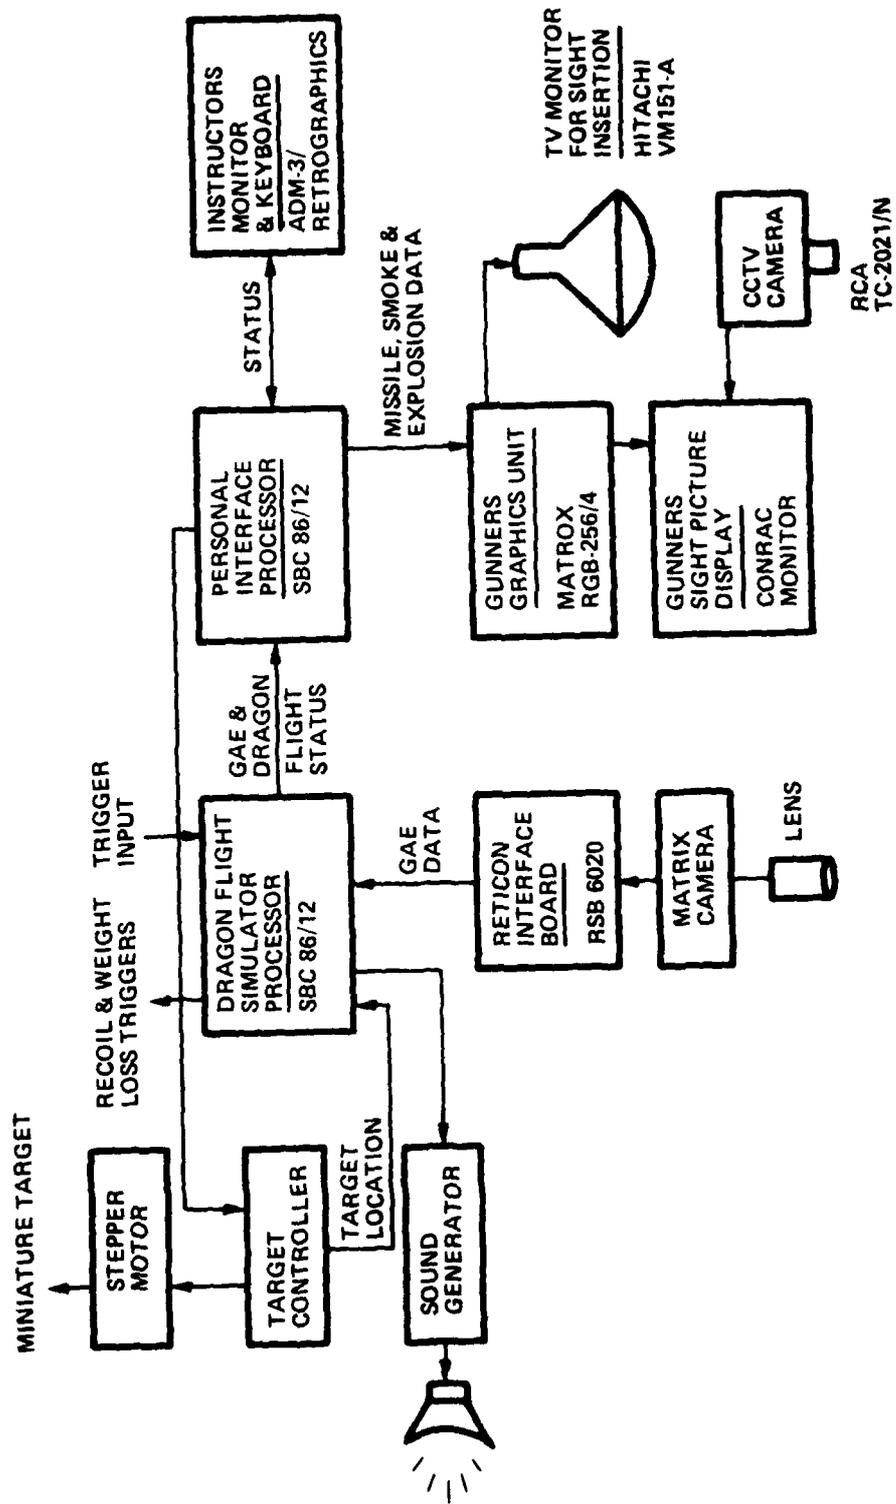 MINIATURE TARGET
STEPPER
MOTOR
TARGET
CONTROLLER
TARGET
LOCATION
SOUND
GENERATOR
RECOIL & WEIGHT
LOSS TRIGGERS
TRIGGER
INPUT
DRAGON FLIGHT
SIMULATOR
PROCESSOR
SBC 86/12
GAE
DATA
RETICON
INTERFACE
BOARD
RSB 6020
MATRIX
CAMERA
LENS
GAE &
DRAGON
FLIGHT
STATUS
PERSONAL
INTERFACE
PROCESSOR
SBC 86/12
STATUS
INSTRUCTORS
MONITOR
& KEYBOARD
ADM-3/
RETROGRAPHICS
MISSILE, SMOKE &
EXPLOSION DATA
GUNNERS
GRAPHICS UNIT
MATROX
RGB-256/4
TV MONITOR
FOR SIGHT
INSERTION
HITACHI
VM151-A
GUNNERS
SIGHT PICTURE
DISPLAY
CONRAC
MONITOR
CCTV
CAMERA
RCA
TC-2021/N